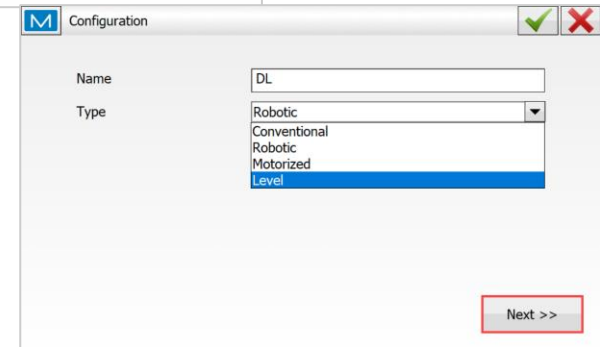 M Configuration
Name DL
Type Robotic
Conventional
Robotic
Motorized
Level
Next >>